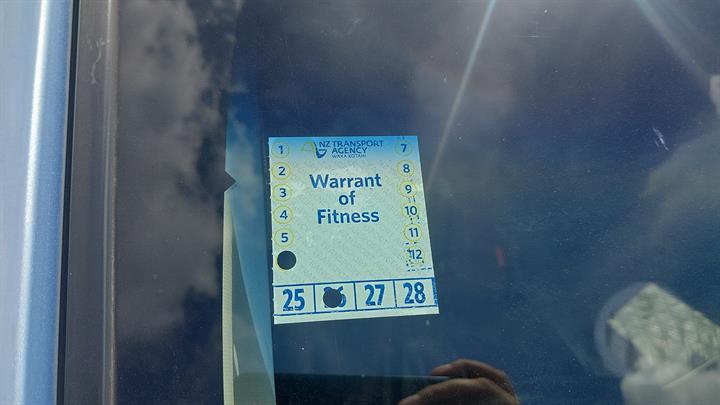 NZ TRANSPORT
AGENCY
WAKA KOTAHI
Warrant
of
Fitness
1
2
3
4
5
7
8
9
10
11
12
25 27 28